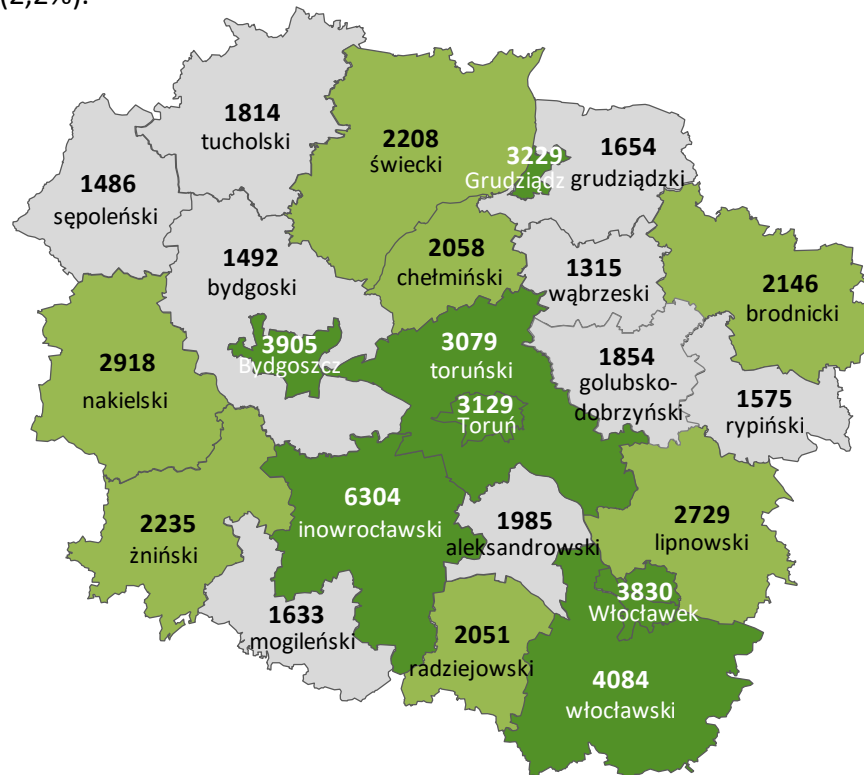 (2,2%).
1814
tucholski
2208
świecki
3229
Grudziądz
1654
grudziądzki
1486
sępoleński
1492
bydgoski
2058
chełmiński
1315
wąbrzeski
2146
brodnicki
3905
Bydgoszcz
3079
toruński
2918
nakielski
1854
golubsko-
dobrzyński
1575
rypiński
3129
Toruń
6304
inowrocławski
1985
aleksandrowski
2729
lipnowski
2235
żniński
3830
Włocławek
1633
mogileński
2051
radziejowski
4084
włocławski